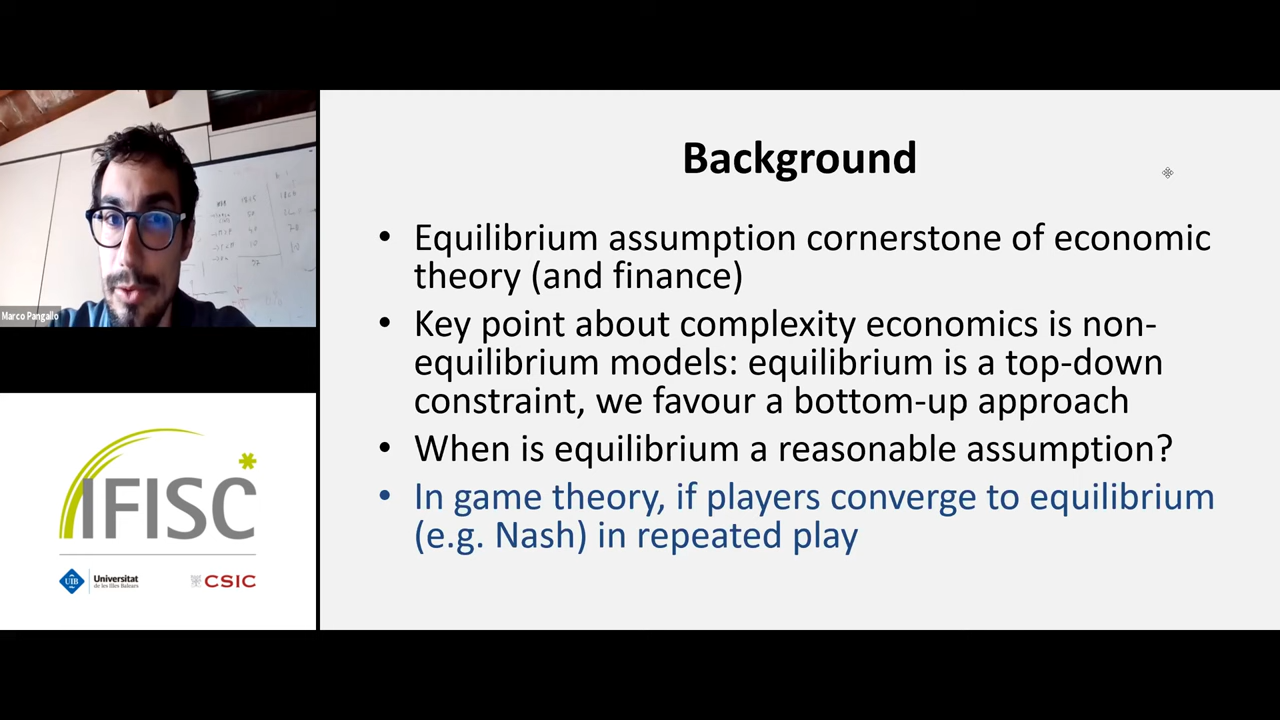 Background
• Equilibrium assumption cornerstone of economic
theory (and finance)
• Key point about complexity economics is non-
equilibrium models: equilibrium is a top-down
constraint, we favour a bottom-up approach
• When is equilibrium a reasonable assumption?
• In game theory, if players converge to equilibrium
(e.g. Nash) in repeated play
Marco Pangallo
IFISC
UIB
Universitat
de les Illes Balears
CSIC